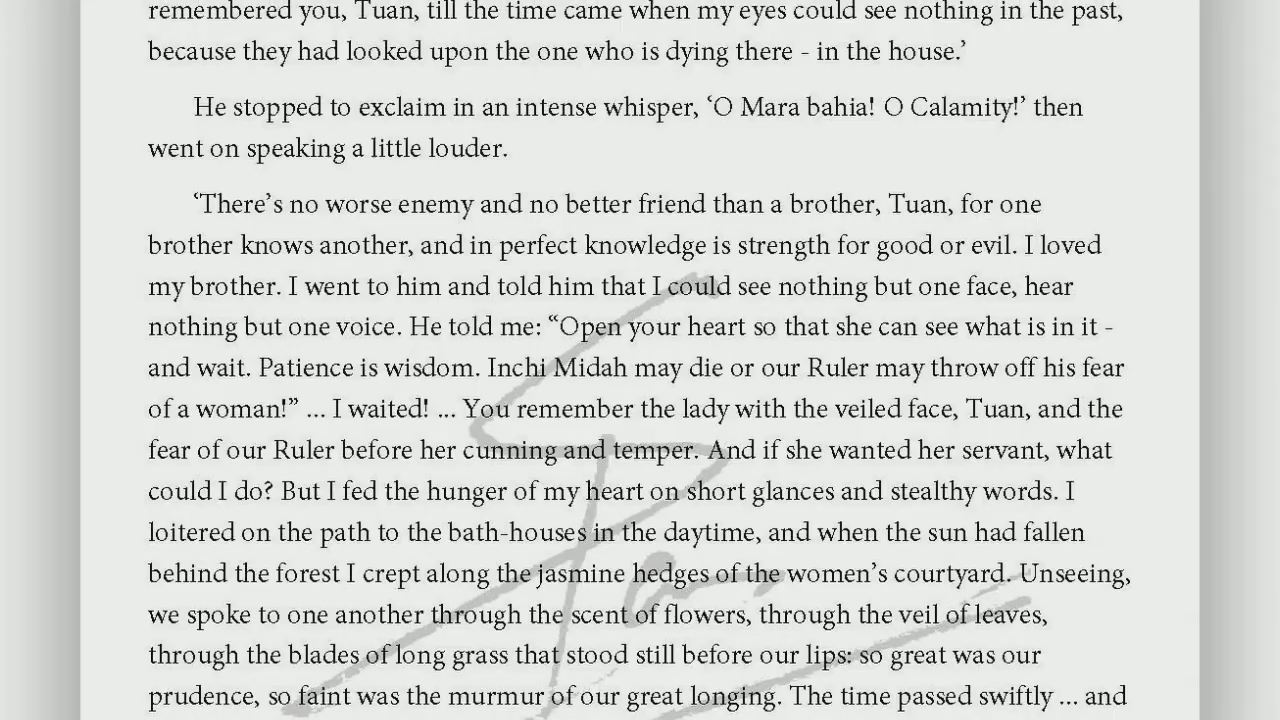 remembered you, Tuan, till the time came when my eyes could see nothing in the past,
because they had looked upon the one who is dying there - in the house.’
He stopped to exclaim in an intense whisper, ‘O Mara bahia! O Calamity!’ then
went on speaking a little louder.
‘There’s no worse enemy and no better friend than a brother, Tuan, for one
brother knows another, and in perfect knowledge is strength for good or evil. I loved
my brother. I went to him and told him that I could see nothing but one face, hear
nothing but one voice. He told me: “Open your heart so that she can see what is in it -
and wait. Patience is wisdom. Inchi Midah may die or our Ruler may throw off his fear
of a woman!” ... I waited! ... You remember the lady with the veiled face, Tuan, and the
fear of our Ruler before her cunning and temper. And if she wanted her servant, what
could I do? But I fed the hunger of my heart on short glances and stealthy words. I
loitered on the path to the bath-houses in the daytime, and when the sun had fallen
behind the forest I crept along the jasmine hedges of the women’s courtyard. Unseeing,
we spoke to one another through the scent of flowers, through the veil of leaves,
through the blades of long grass that stood still before our lips: so great was our
prudence, so faint was the murmur of our great longing. The time passed swiftly ... and